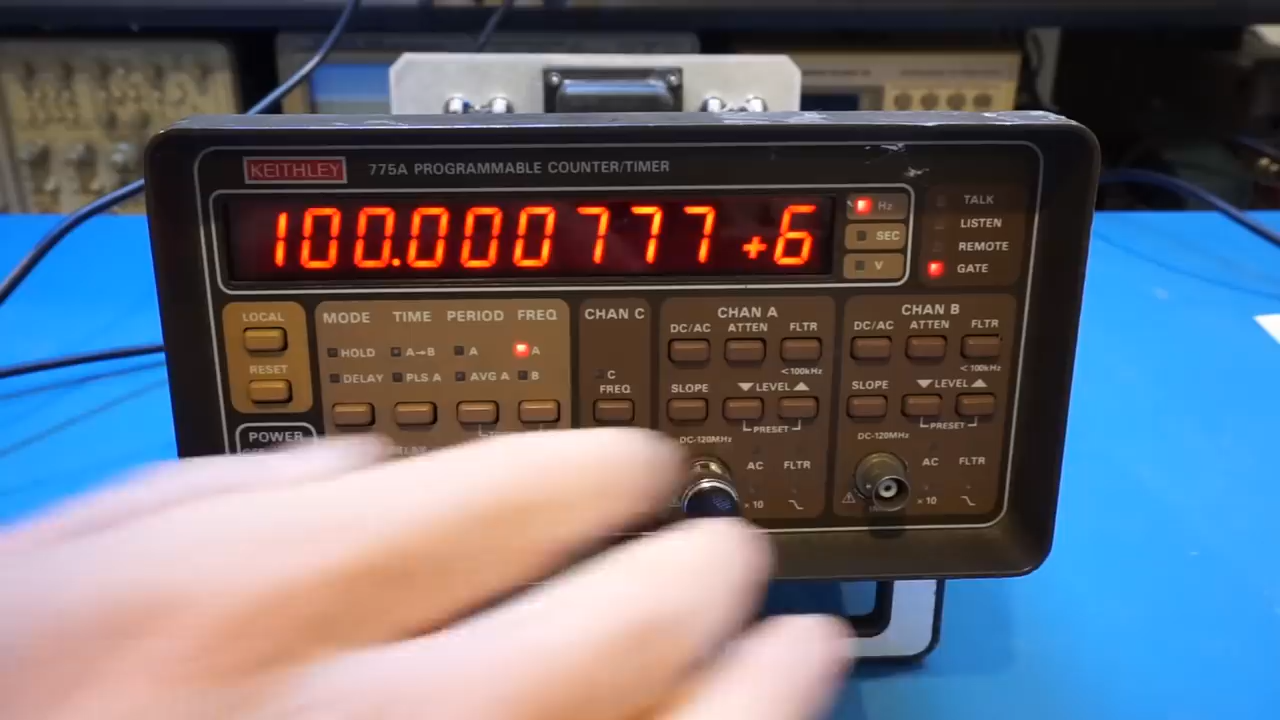 KEITHLEY 775A PROGRAMMABLE COUNTER/TIMER
100.000777 +6
Hz
SEC
V
TALK
LISTEN
REMOTE
GATE
LOCAL
RESET
POWER
MODE TIME PERIOD FREQ
HOLD A→B A A
DELAY PLS A AVG A B
CHAN C
C
FREQ
CHAN A
DC/AC ATTEN FLTR
<100kHz
SLOPE ▼LEVEL▲
PRESET
DC-120MHz
AC FLTR
×10
CHAN B
DC/AC ATTEN FLTR
<100kHz
SLOPE ▼LEVEL▲
PRESET
DC-120MHz
AC FLTR
×10